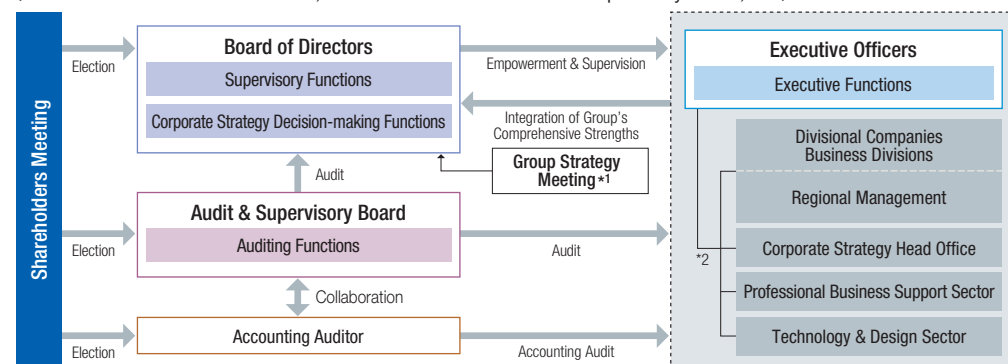 Shareholders Meeting
Election
Board of Directors
Supervisory Functions
Corporate Strategy Decision-making Functions
Empowerment & Supervision
Integration of Group's
Comprehensive Strengths
Group Strategy
Meeting *1
Audit
Election
Audit & Supervisory Board
Auditing Functions
Audit
Collaboration
Election
Accounting Auditor
Accounting Audit
Executive Officers
Executive Functions
Divisional Companies
Business Divisions
Regional Management
*2
Corporate Strategy Head Office
Professional Business Support Sector
Technology & Design Sector